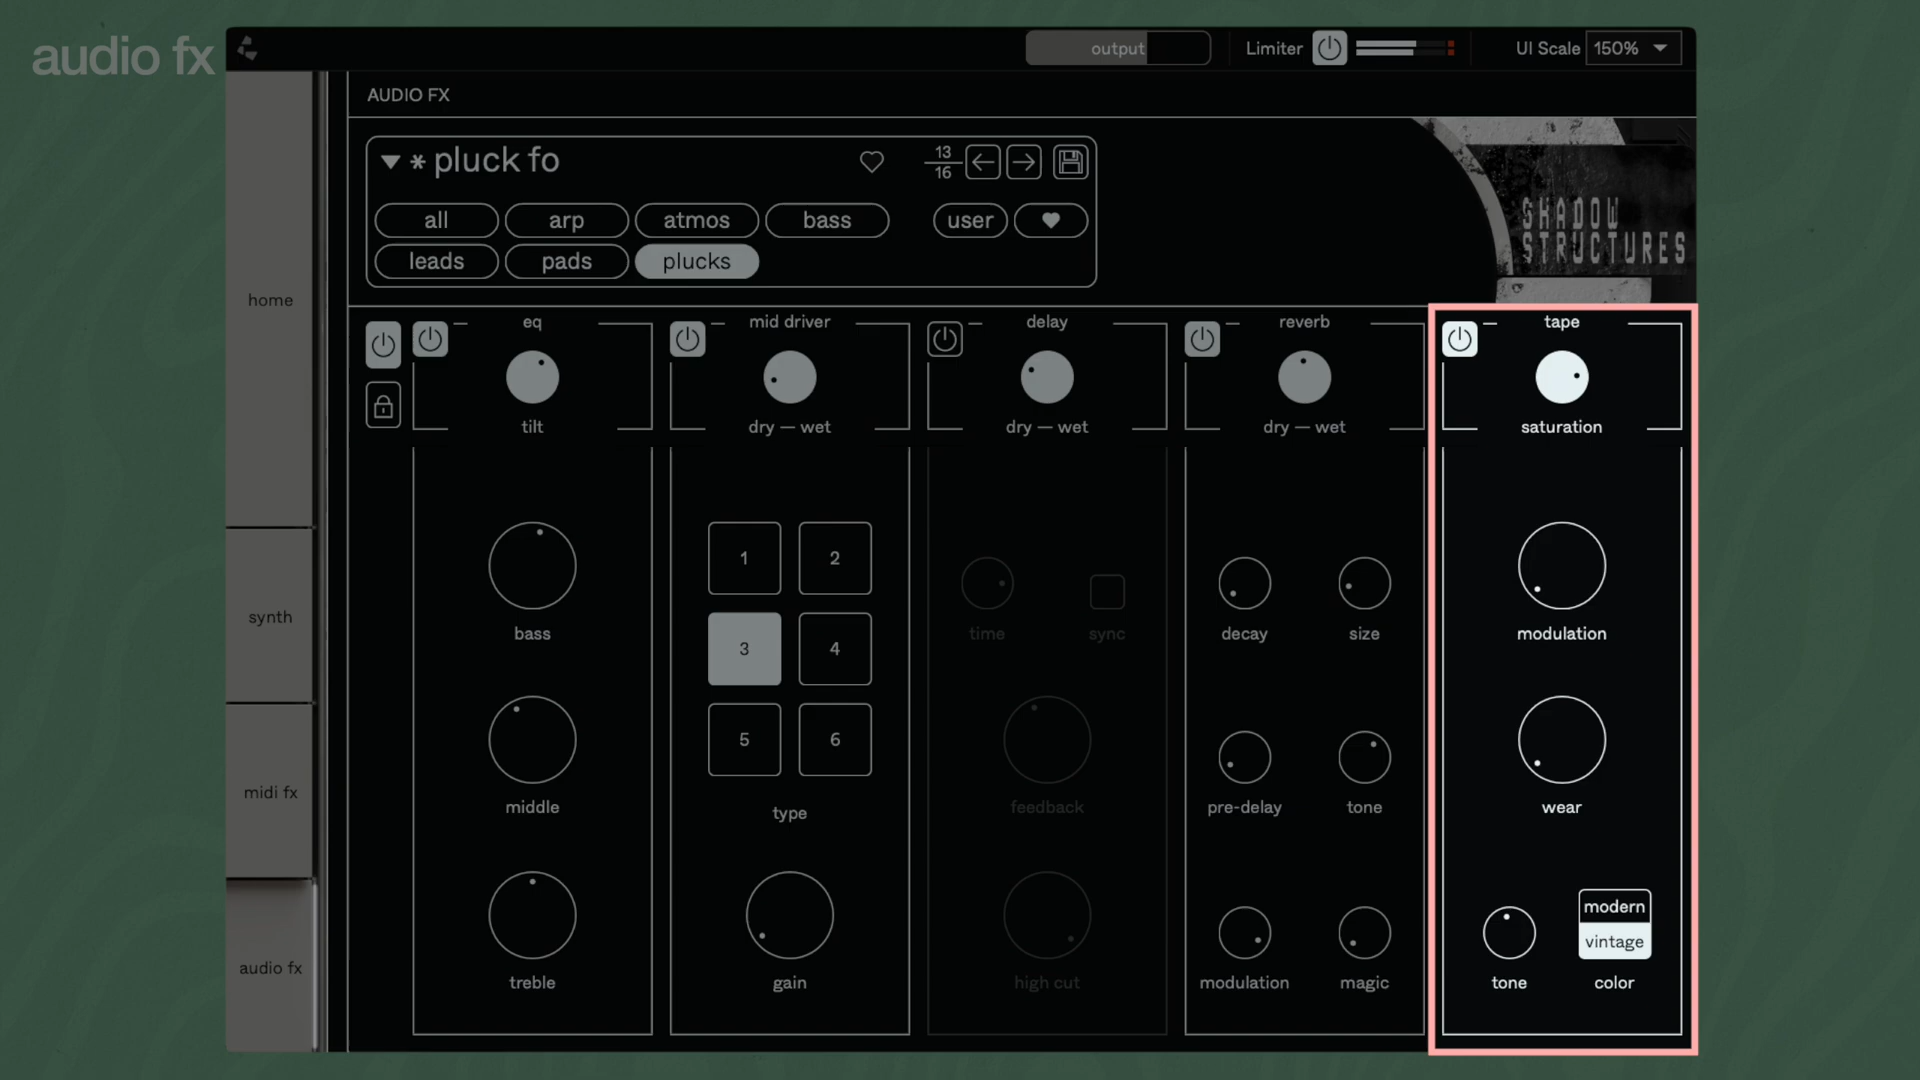 audio fx
output
Limiter
UI Scale
150%
AUDIO FX
* pluck fo
13
16
all
arp
atmos
bass
user
leads
pads
plucks
SHADOW
STRUCTURES
home
synth
midi fx
audio fx
eq
tilt
bass
middle
treble
mid driver
dry — wet
1
2
3
4
5
6
type
gain
delay
dry — wet
time
sync
feedback
high cut
reverb
dry — wet
decay
size
pre-delay
tone
modulation
magic
tape
saturation
modulation
wear
tone
modern
vintage
color